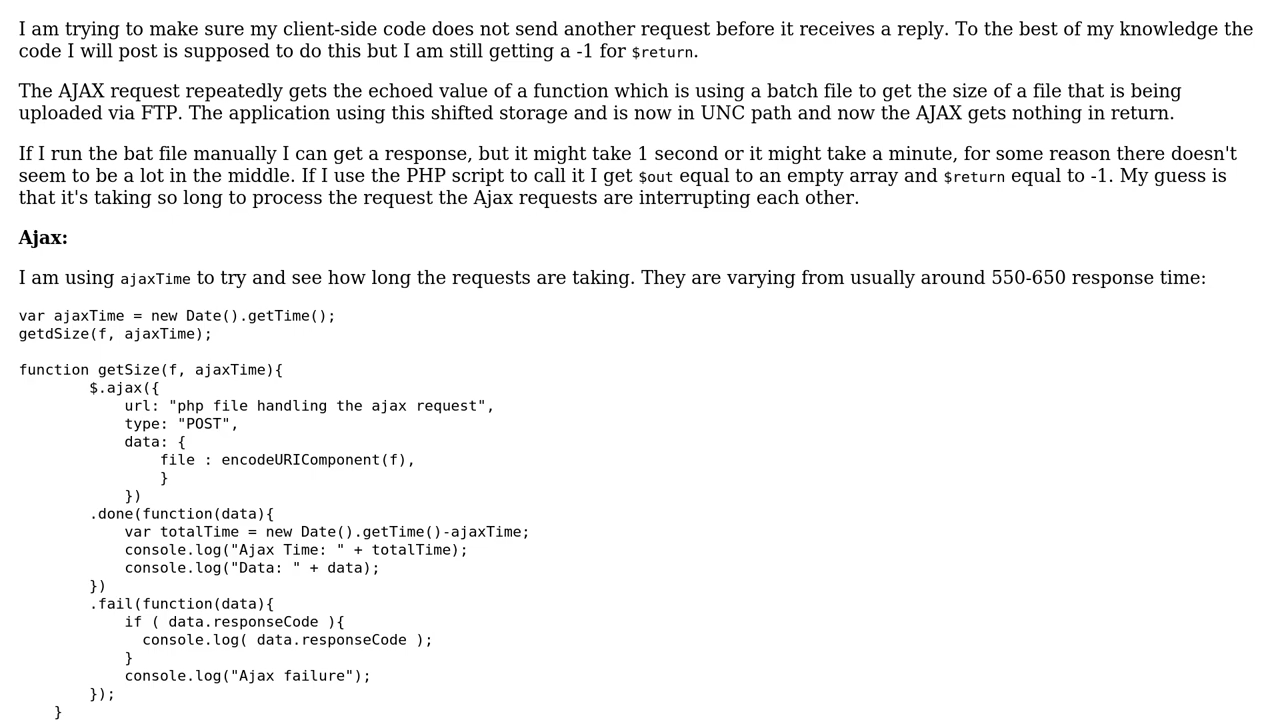 I am trying to make sure my client-side code does not send another request before it receives a reply. To the best of my knowledge the
code I will post is supposed to do this but I am still getting a -1 for $return.
The AJAX request repeatedly gets the echoed value of a function which is using a batch file to get the size of a file that is being
uploaded via FTP. The application using this shifted storage and is now in UNC path and now the AJAX gets nothing in return.
If I run the bat file manually I can get a response, but it might take 1 second or it might take a minute, for some reason there doesn't
seem to be a lot in the middle. If I use the PHP script to call it I get $out equal to an empty array and $return equal to -1. My guess is
that it's taking so long to process the request the Ajax requests are interrupting each other.
Ajax:
I am using ajaxTime to try and see how long the requests are taking. They are varying from usually around 550-650 response time:
var ajaxTime = new Date().getTime();
getdSize(f, ajaxTime);
function getSize(f, ajaxTime){
        $.ajax({
            url: "php file handling the ajax request",
            type: "POST",
            data: {
                file : encodeURIComponent(f),
                }
            })
        .done(function(data){
            var totalTime = new Date().getTime()-ajaxTime;
            console.log("Ajax Time: " + totalTime);
            console.log("Data: " + data);
        })
        .fail(function(data){
            if ( data.responseCode ){
              console.log( data.responseCode );
            }
            console.log("Ajax failure");
        });
    }